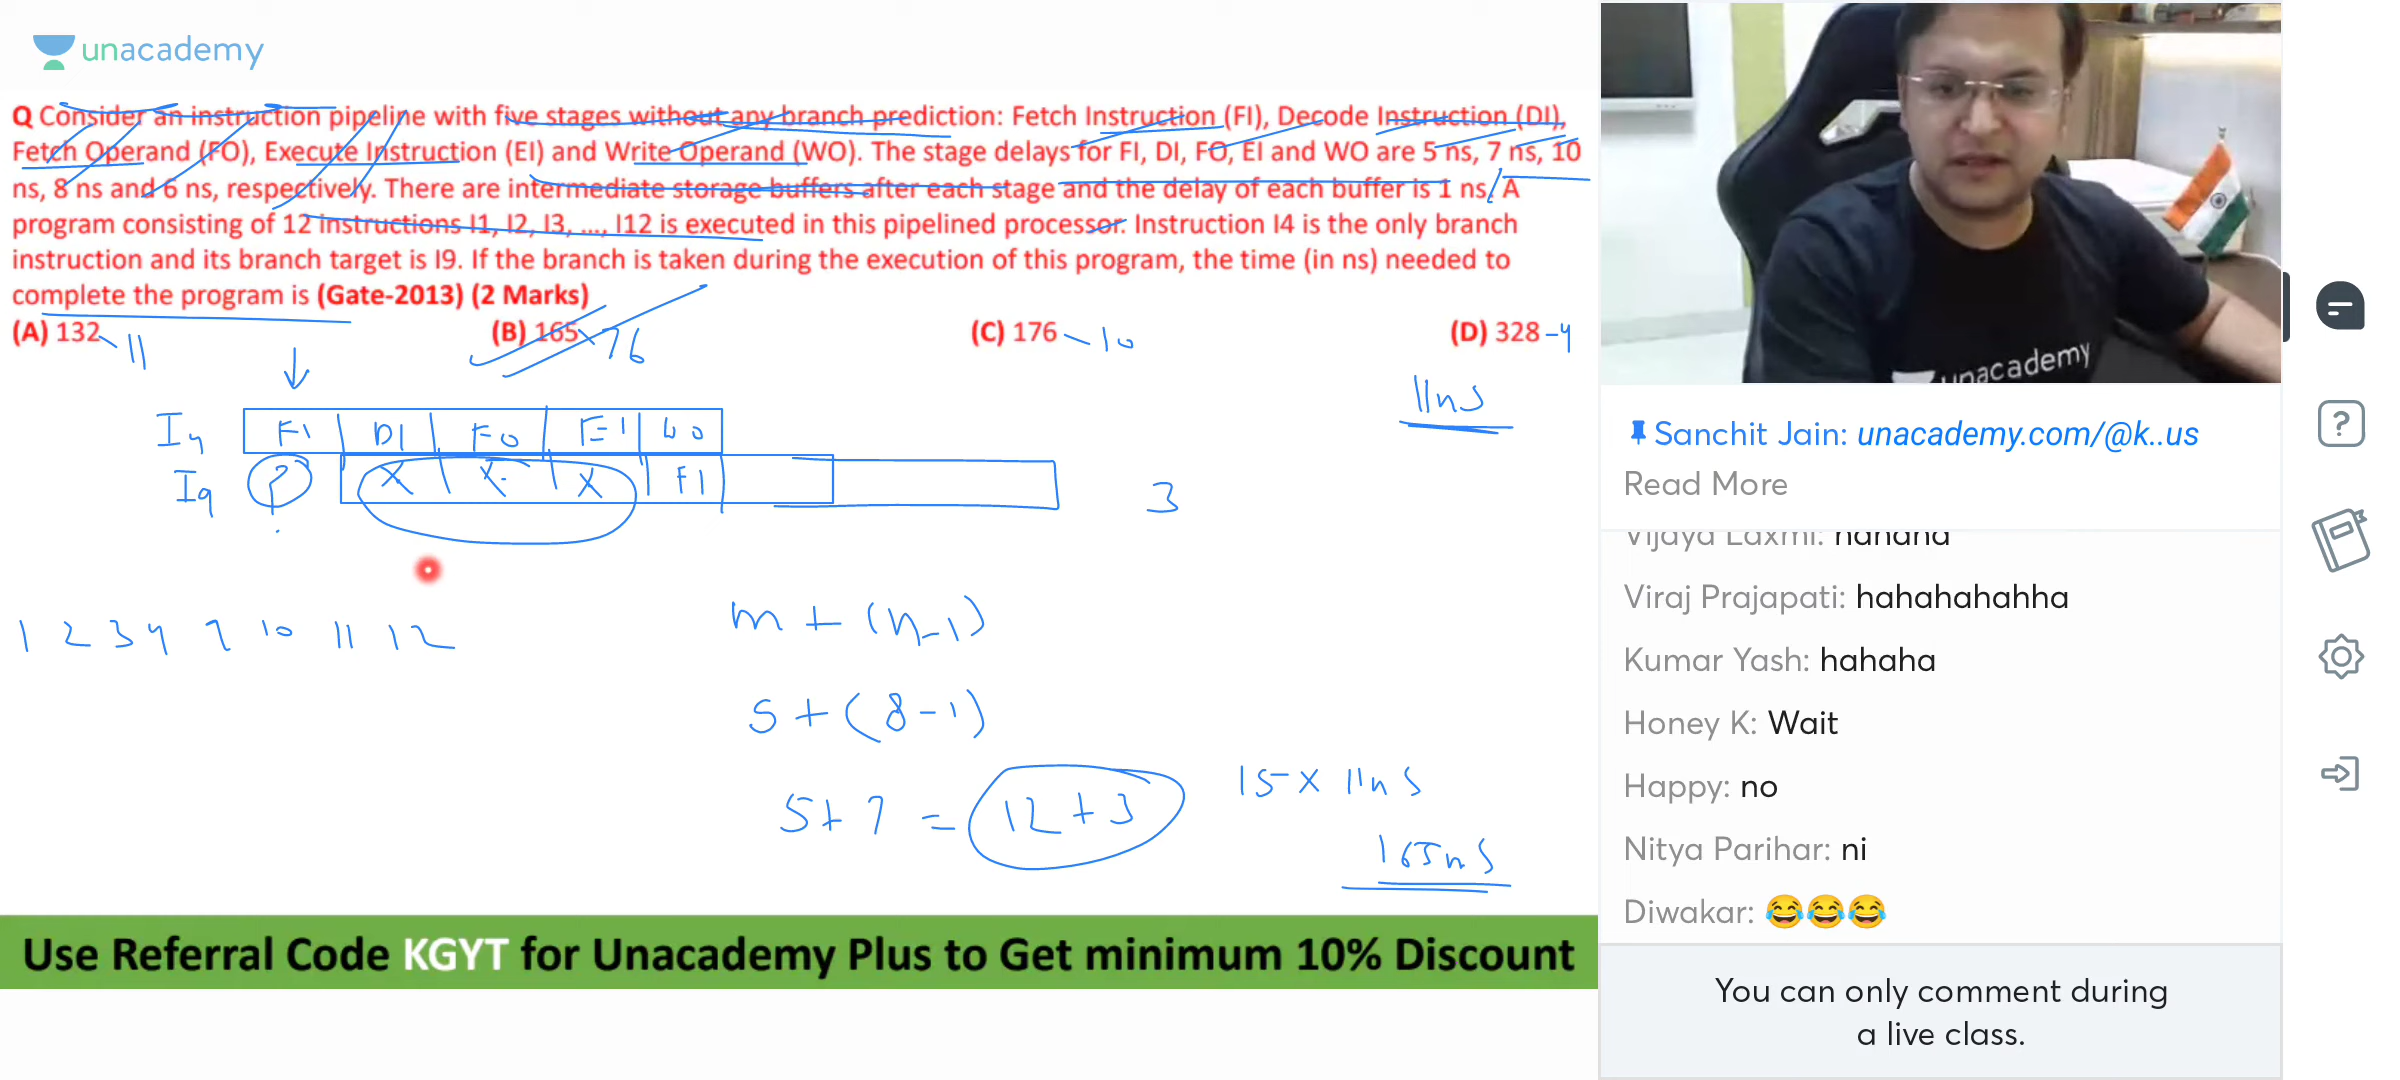 unacademy
Q Consider an instruction pipeline with five stages without any branch prediction: Fetch Instruction (FI), Decode Instruction (DI),
Fetch Operand (FO), Execute Instruction (EI) and Write Operand (WO). The stage delays for FI, DI, FO, EI and WO are 5 ns, 7 ns, 10
ns, 8 ns and 6 ns, respectively. There are intermediate storage buffers after each stage and the delay of each buffer is 1 ns. A
program consisting of 12 instructions I1, I2, I3, ..., I12 is executed in this pipelined processor. Instruction I4 is the only branch
instruction and its branch target is I9. If the branch is taken during the execution of this program, the time (in ns) needed to
complete the program is (Gate-2013) (2 Marks)
(A) 132 - 11 (B) 165 - 76 (C) 176 - 10 (D) 328 - 4
11ns
I4 FI DI FO EI WO
I9 ? X X X FI
3
1 2 3 4 9 10 11 12
m + (n-1)
5 + (8-1)
5+7 = 12+3
15 X 11ns
165ns
Use Referral Code KGYT for Unacademy Plus to Get minimum 10% Discount
unacademy
Sanchit Jain: unacademy.com/@k..us
Read More
Vijaya Laxmi: hahaha
Viraj Prajapati: hahahahahha
Kumar Yash: hahaha
Honey K: Wait
Happy: no
Nitya Parihar: ni
Diwakar: 😂😂😂
You can only comment during
a live class.